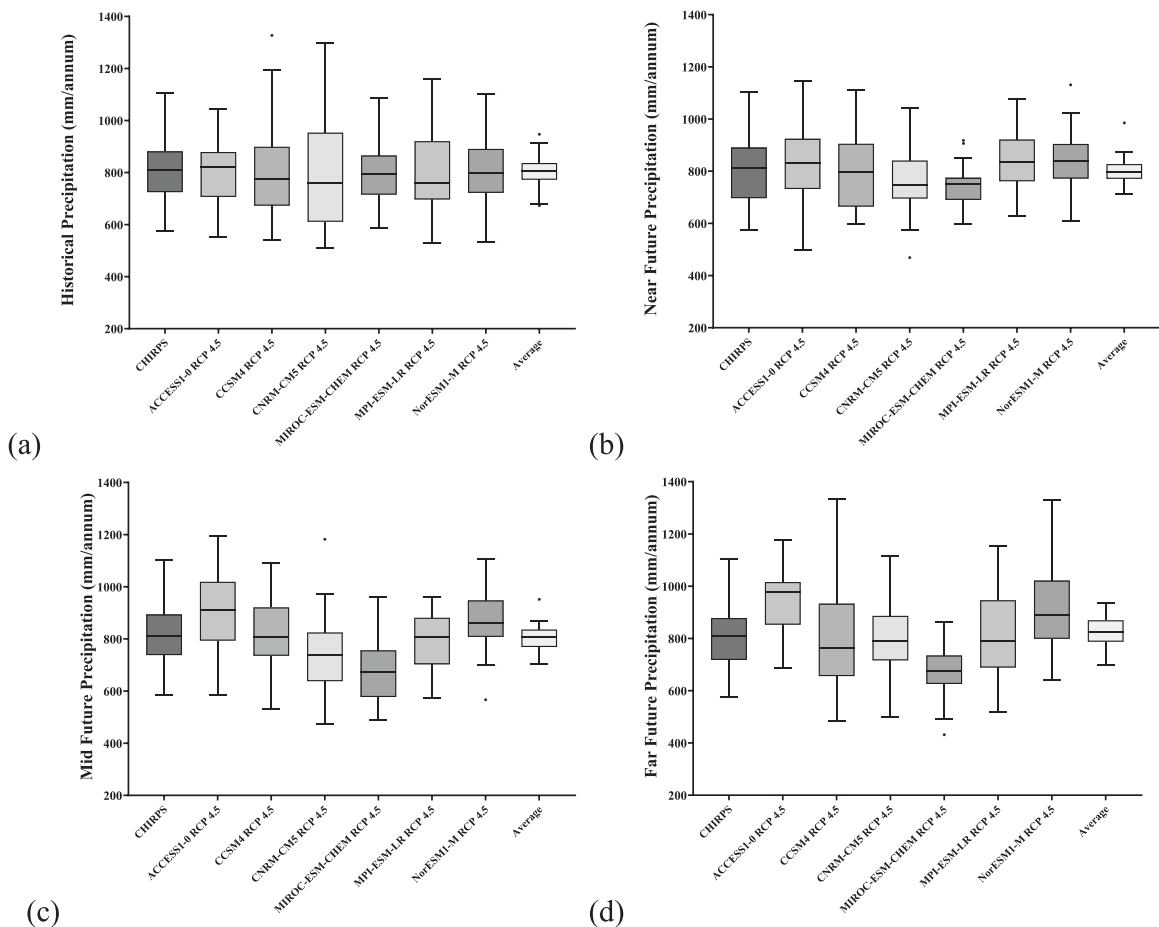 Historical Precipitation (mm/annum)
1400
1200
1000
800
600
400
200
CHIRPS
ACCESS1-0 RCP 4.5
CCSM4 RCP 4.5
CNRM-CM5 RCP 4.5
MIROC-ESM-CHEM RCP 4.5
MPI-ESM-LR RCP 4.5
NorESM1-M RCP 4.5
Average
(a)
Near Future Precipitation (mm/annum)
1400
1200
1000
800
600
400
200
CHIRPS
ACCESS1-0 RCP 4.5
CCSM4 RCP 4.5
CNRM-CM5 RCP 4.5
MIROC-ESM-CHEM RCP 4.5
MPI-ESM-LR RCP 4.5
NorESM1-M RCP 4.5
Average
(b)
Mid Future Precipitation (mm/annum)
1400
1200
1000
800
600
400
200
CHIRPS
ACCESS1-0 RCP 4.5
CCSM4 RCP 4.5
CNRM-CM5 RCP 4.5
MIROC-ESM-CHEM RCP 4.5
MPI-ESM-LR RCP 4.5
NorESM1-M RCP 4.5
Average
(c)
Far Future Precipitation (mm/annum)
1400
1200
1000
800
600
400
200
CHIRPS
ACCESS1-0 RCP 4.5
CCSM4 RCP 4.5
CNRM-CM5 RCP 4.5
MIROC-ESM-CHEM RCP 4.5
MPI-ESM-LR RCP 4.5
NorESM1-M RCP 4.5
Average
(d)